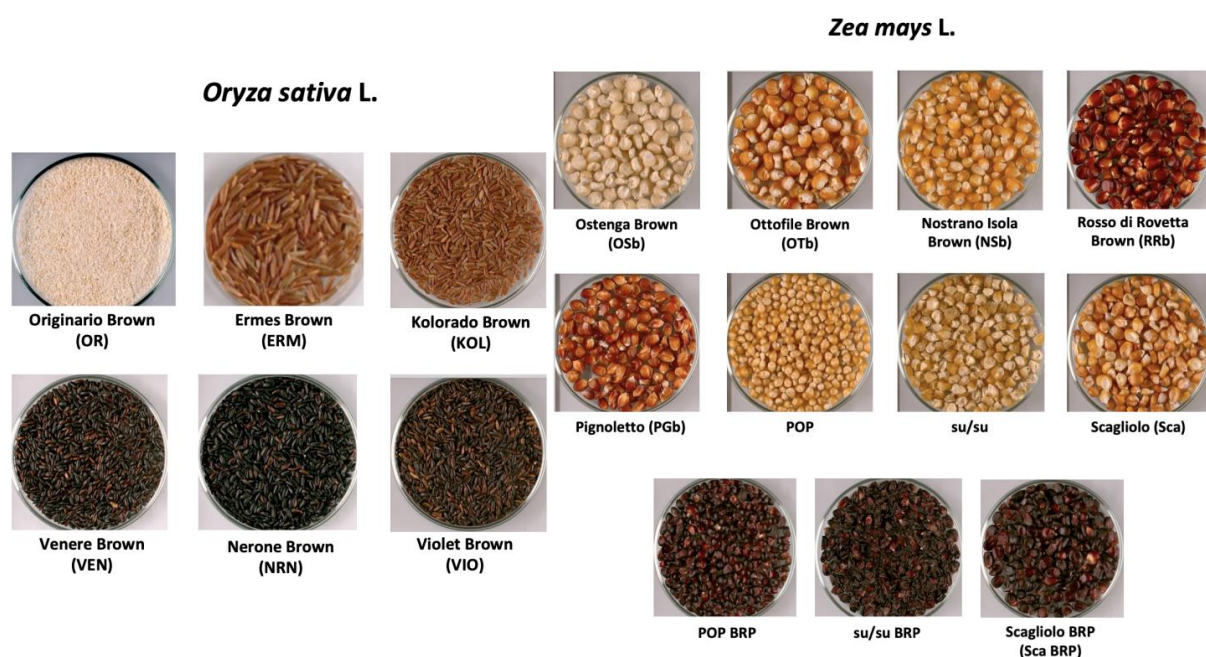 Oryza sativa L.
Originario Brown
(OR)
Ermes Brown
(ERM)
Kolorado Brown
(KOL)
Venere Brown
(VEN)
Nerone Brown
(NRN)
Violet Brown
(VIO)
Zea mays L.
Ostenga Brown
(OSb)
Ottofile Brown
(OTb)
Nostrano Isola
Brown (NSb)
Rosso di Rovetta
Brown (RRb)
Pignoletto (PGb)
POP
su/su
Scagliolo (Sca)
POP BRP
su/su BRP
Scagliolo BRP
(Sca BRP)